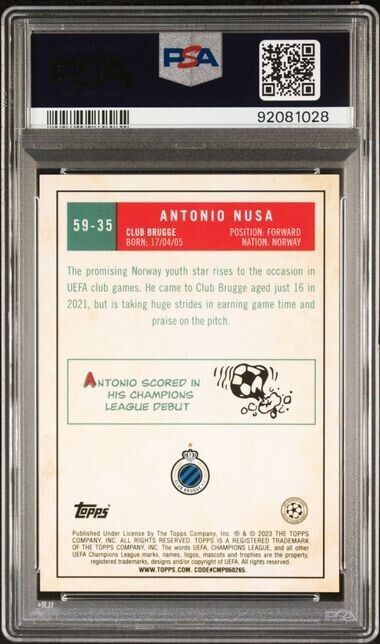 PSA
PSA
92081028
59-35
ANTONIO NUSA
CLUB BRUGGE
BORN: 17/04/05
POSITION: FORWARD
NATION: NORWAY
The promising Norway youth star rises to the occasion in
UEFA club games. He came to Club Brugge aged just 16 in
2021, but is taking huge strides in earning game time and
praise on the pitch.
ANTONIO SCORED IN
HIS CHAMPIONS
LEAGUE DEBUT
CLUB BRUGGE
Topps
Published Under License by The Topps Company, Inc. ® & © 2023 THE TOPPS
COMPANY, INC. ALL RIGHTS RESERVED. TOPPS IS A REGISTERED TRADEMARK
OF THE TOPPS COMPANY, INC. The words UEFA, CHAMPIONS LEAGUE, and all other
UEFA Champions League marks, names, logos, mascots and trophies are the property,
registered trademarks, designs and/or copyright of UEFA. All rights reserved.
WWW.TOPPS.COM. CODE#CMP060265.
PSA